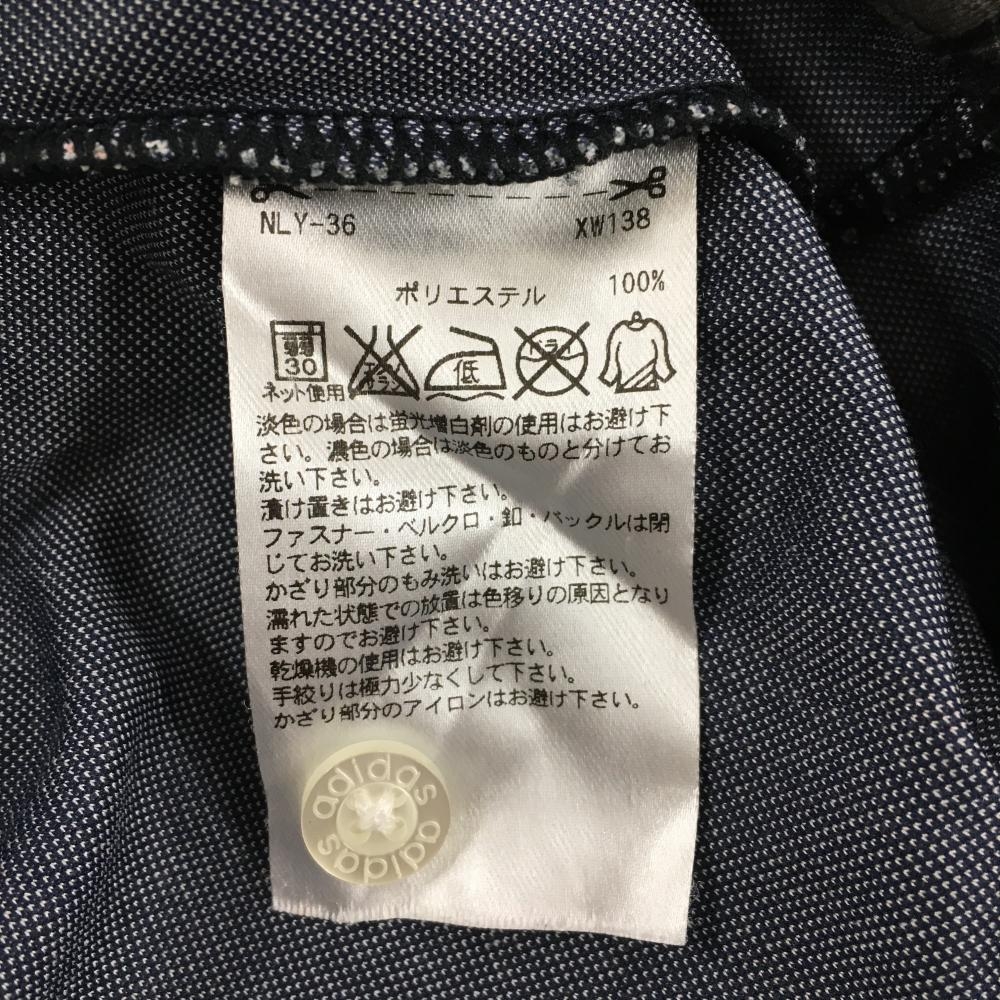 NLY-36 XW138
ポリエステル 100%
弱
30
エンソ
サラシ
低
ドライ
ネット使用
淡色の場合は蛍光増白剤の使用はお避け下
さい。濃色の場合は淡色のものと分けてお
洗い下さい。
漬け置きはお避け下さい。
ファスナー・ベルクロ・釦・バックルは閉
じてお洗い下さい。
かざり部分のもみ洗いはお避け下さい。
濡れた状態での放置は色移りの原因となり
ますのでお避け下さい。
乾燥機の使用はお避け下さい。
手絞りは極力少なくして下さい。
かざり部分のアイロンはお避け下さい。
adidas
adidas